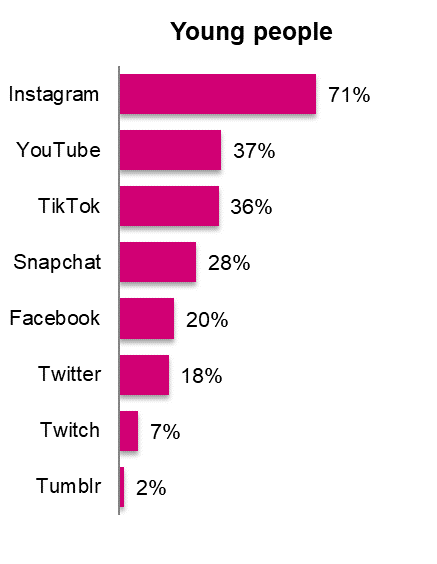 Young people
Instagram 71%
YouTube 37%
TikTok 36%
Snapchat 28%
Facebook 20%
Twitter 18%
Twitch 7%
Tumblr 2%